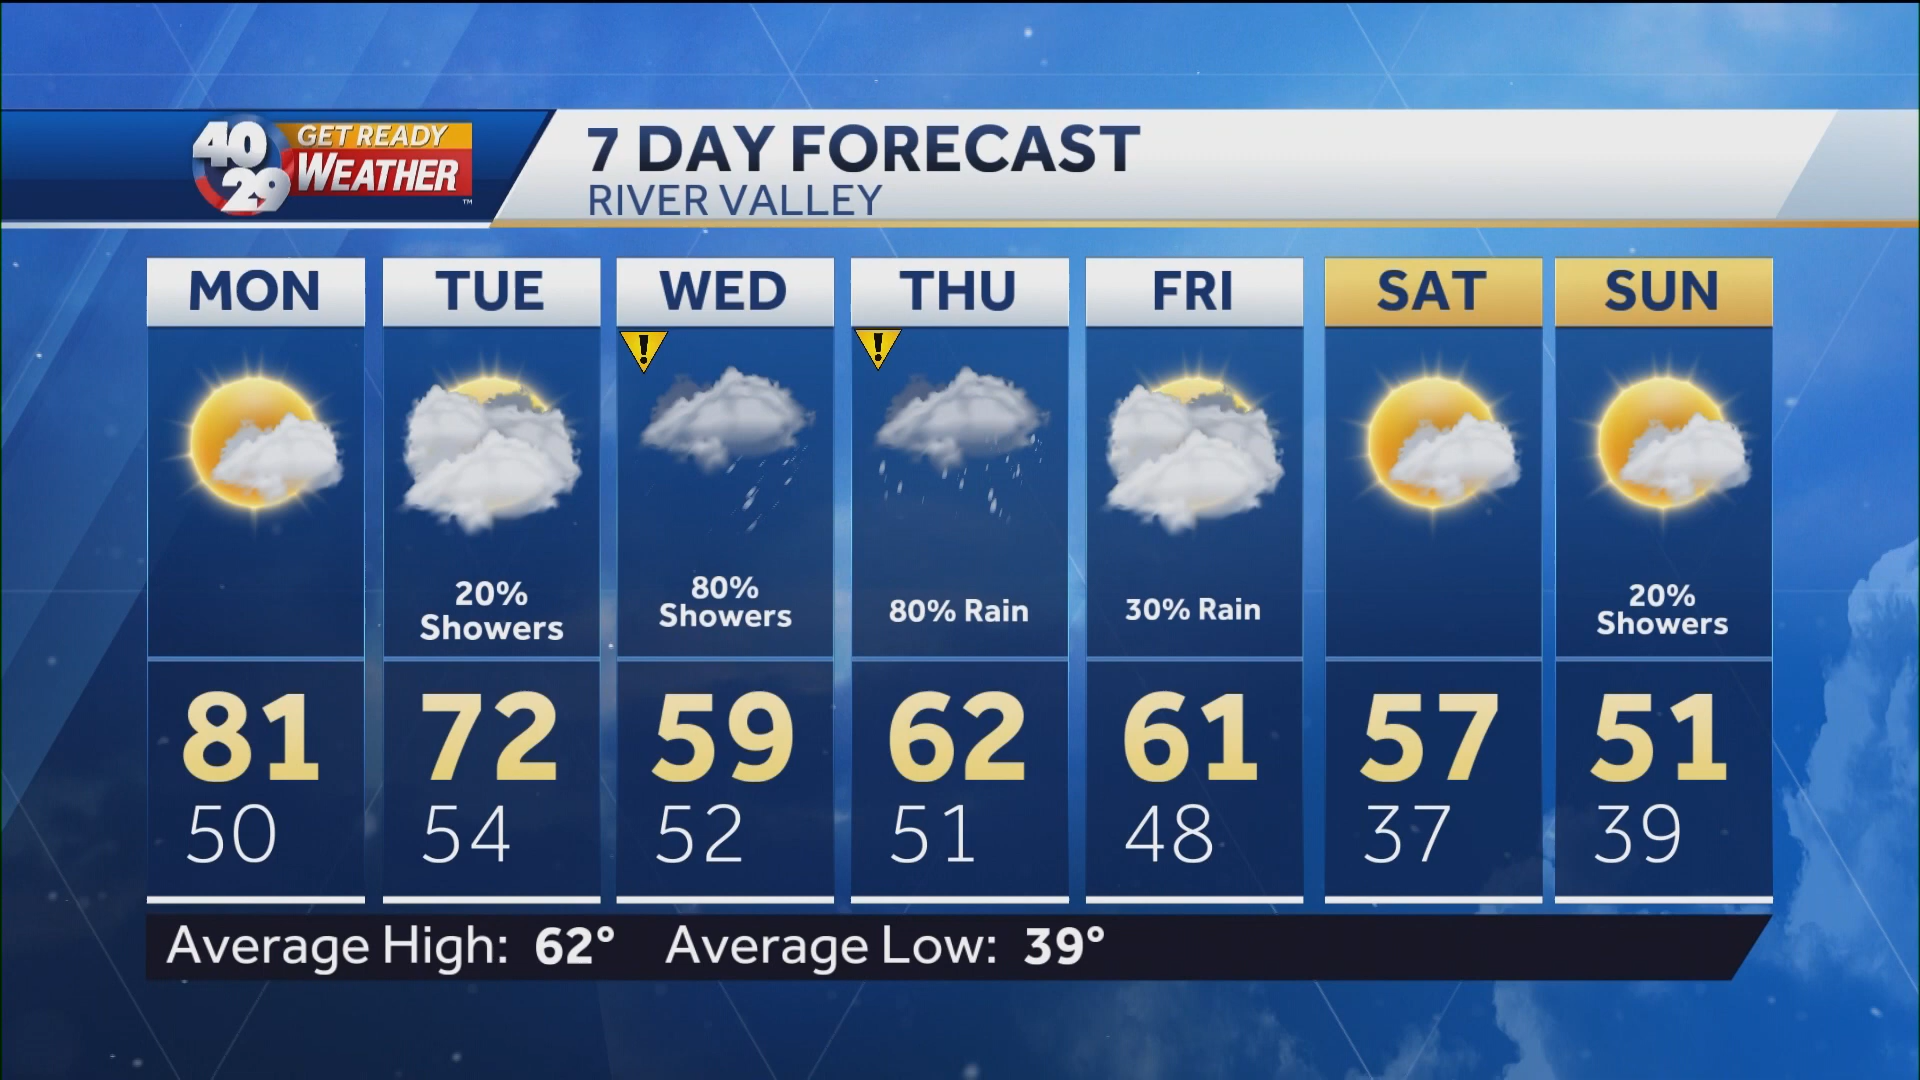 40
29
GET READY
WEATHER
™
7 DAY FORECAST
RIVER VALLEY
MON
81
50
TUE
20%
Showers
72
54
WED
!
80%
Showers
59
52
THU
!
80% Rain
62
51
FRI
30% Rain
61
48
SAT
57
37
SUN
20%
Showers
51
39
Average High: 62° Average Low: 39°